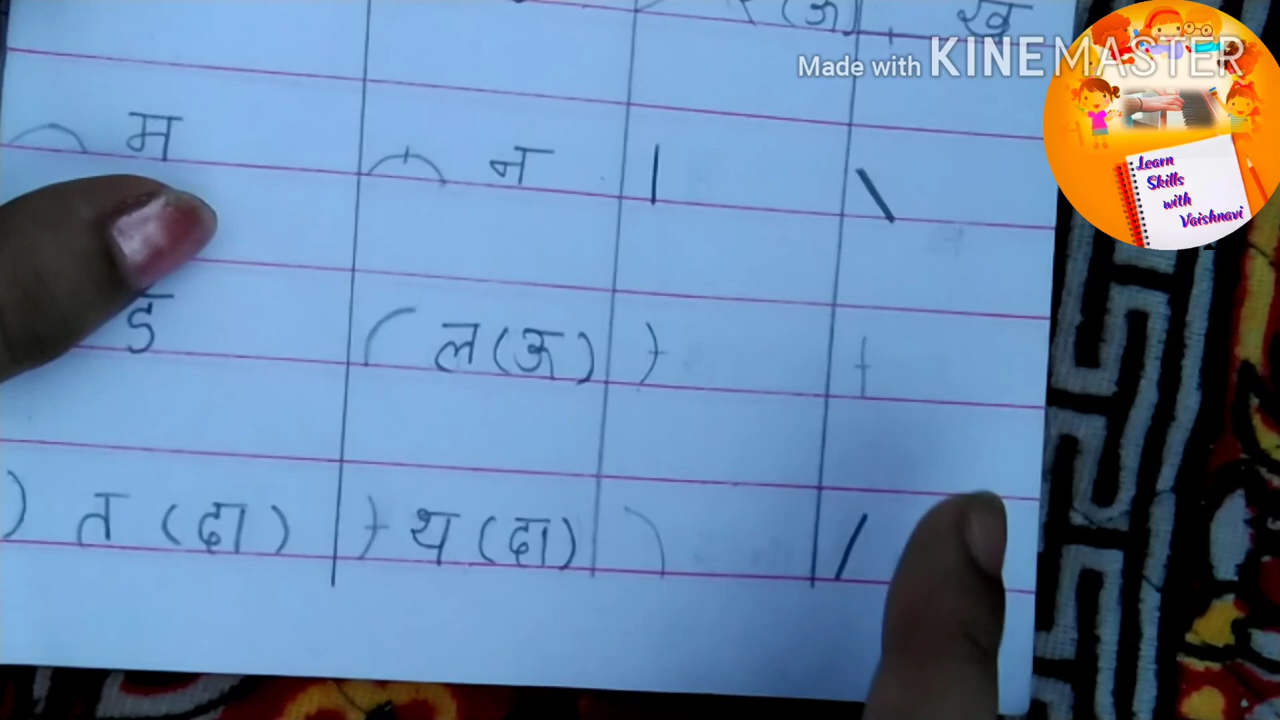 ख
Made with KINEMASTER
Learn
Skills
with
Vaishnavi
म न
ड ल (ऊ)
त (दा) थ (दा)